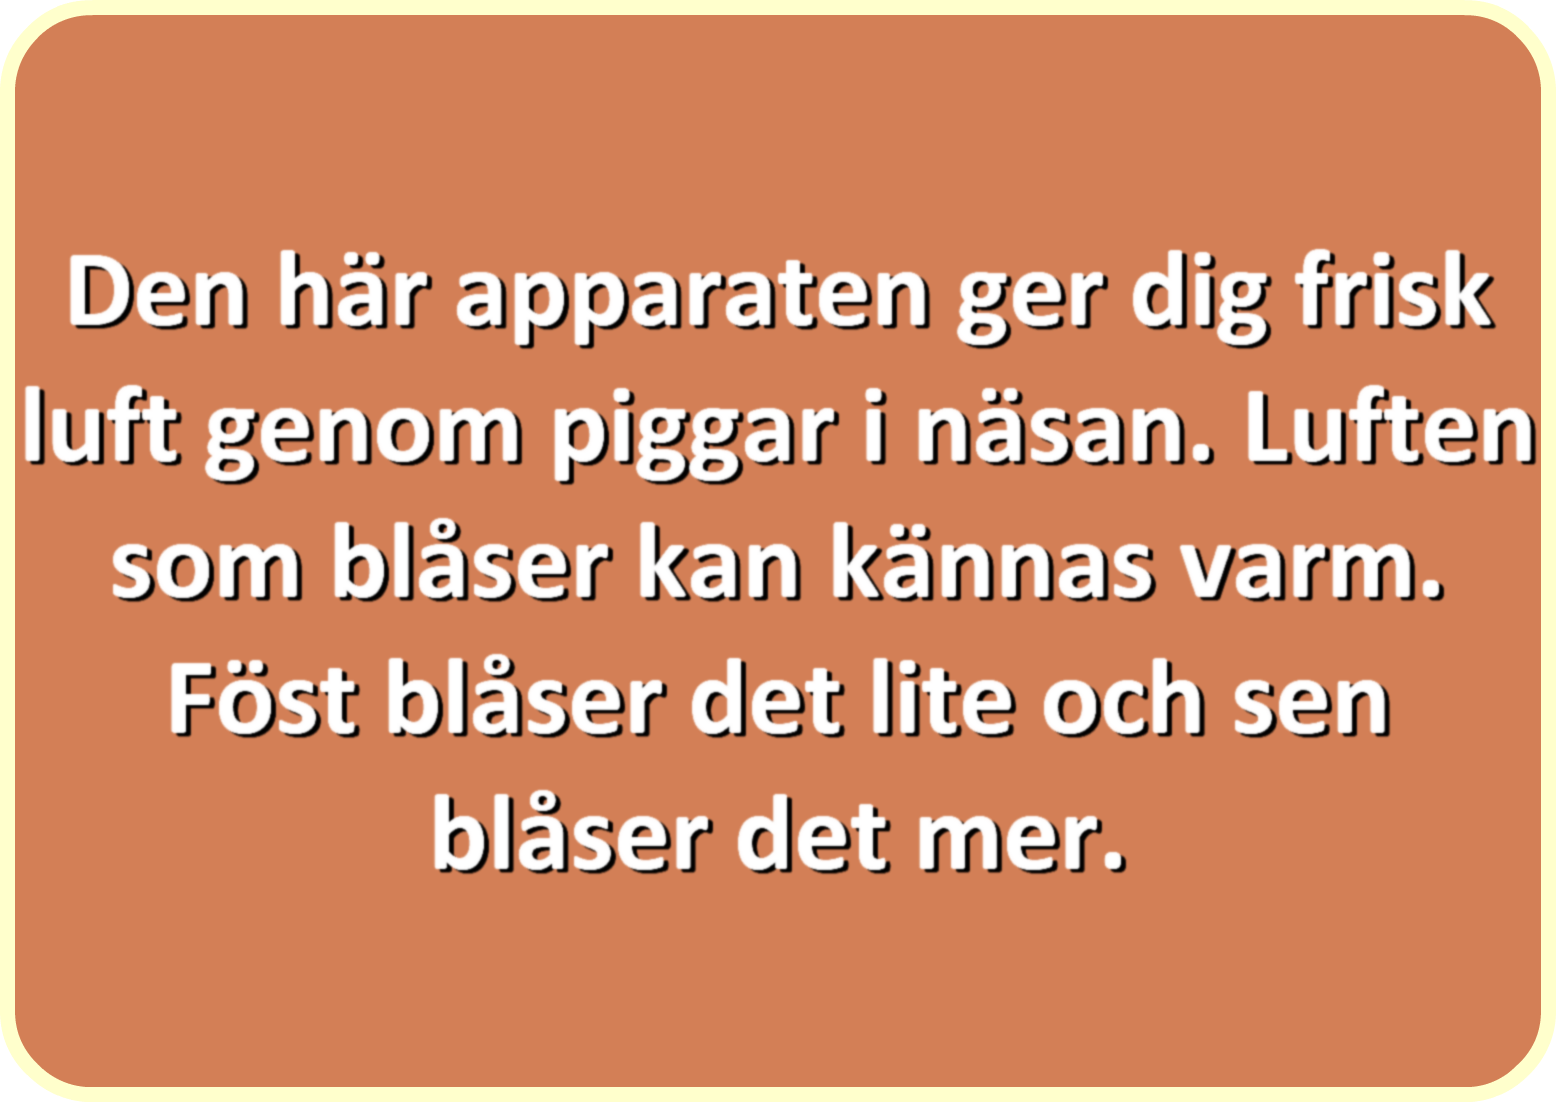 Den här apparaten ger dig frisk
luft genom piggar i näsan. Luften
som blåser kan kännas varm.
Föst blåser det lite och sen
blåser det mer.